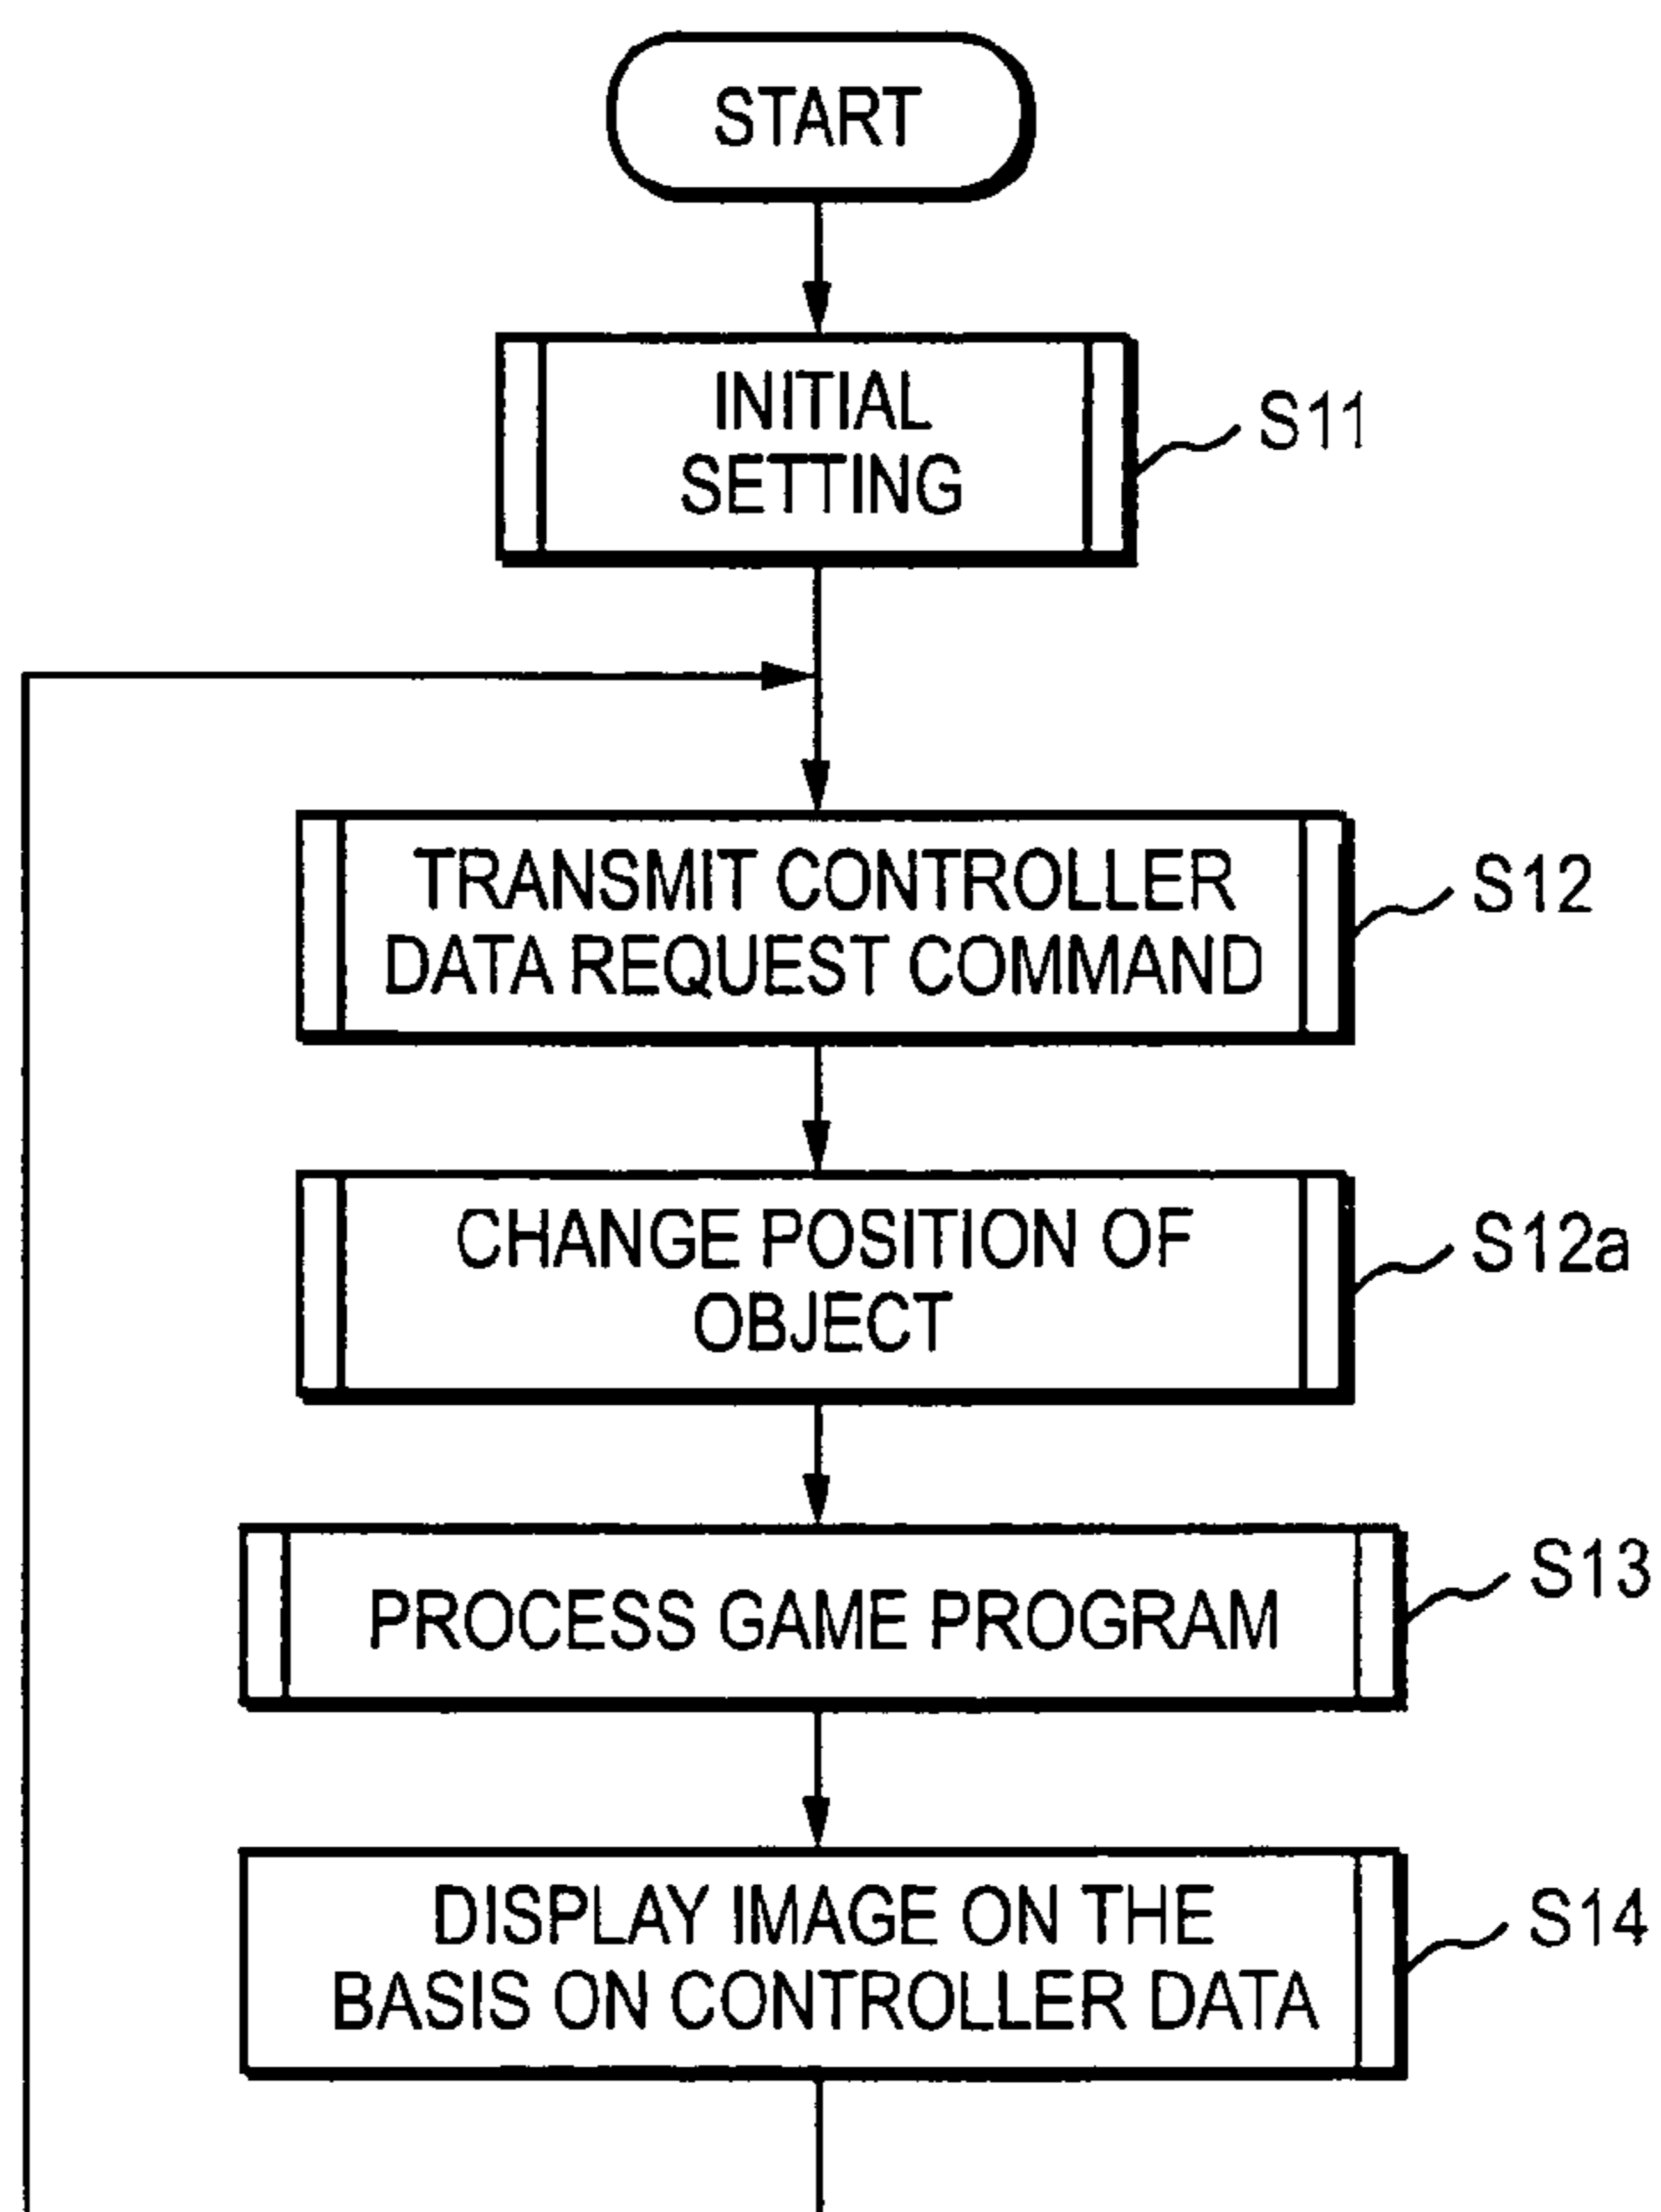 START
INITIAL
SETTING
S11
TRANSMIT CONTROLLER
DATA REQUEST COMMAND
S12
CHANGE POSITION OF
OBJECT
S12a
PROCESS GAME PROGRAM
S13
DISPLAY IMAGE ON THE
BASIS ON CONTROLLER DATA
S14